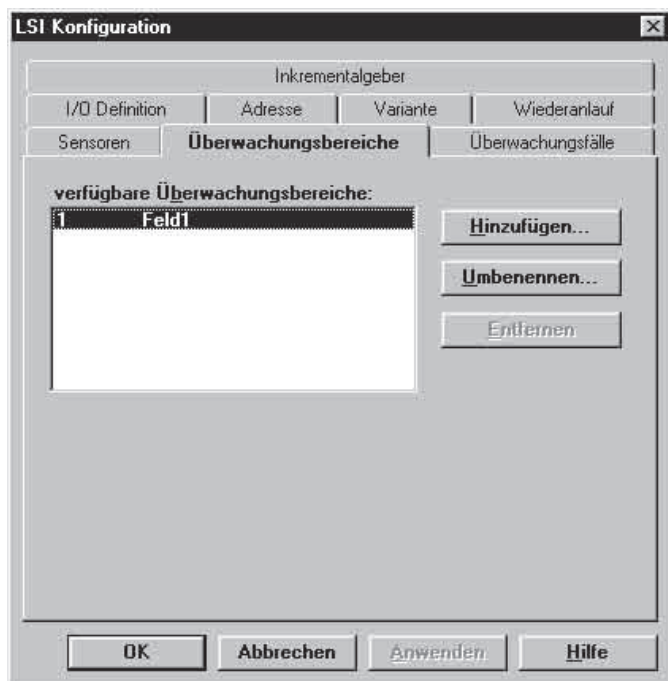 LSI Konfiguration
Inkrementalgeber
I/O Definition Adresse Variante Wiederanlauf
Sensoren Überwachungsbereiche Überwachungsfälle
verfügbare Überwachungsbereiche:
1 Feld1
Hinzufügen...
Umbenennen...
Entfernen
OK Abbrechen Anwenden Hilfe